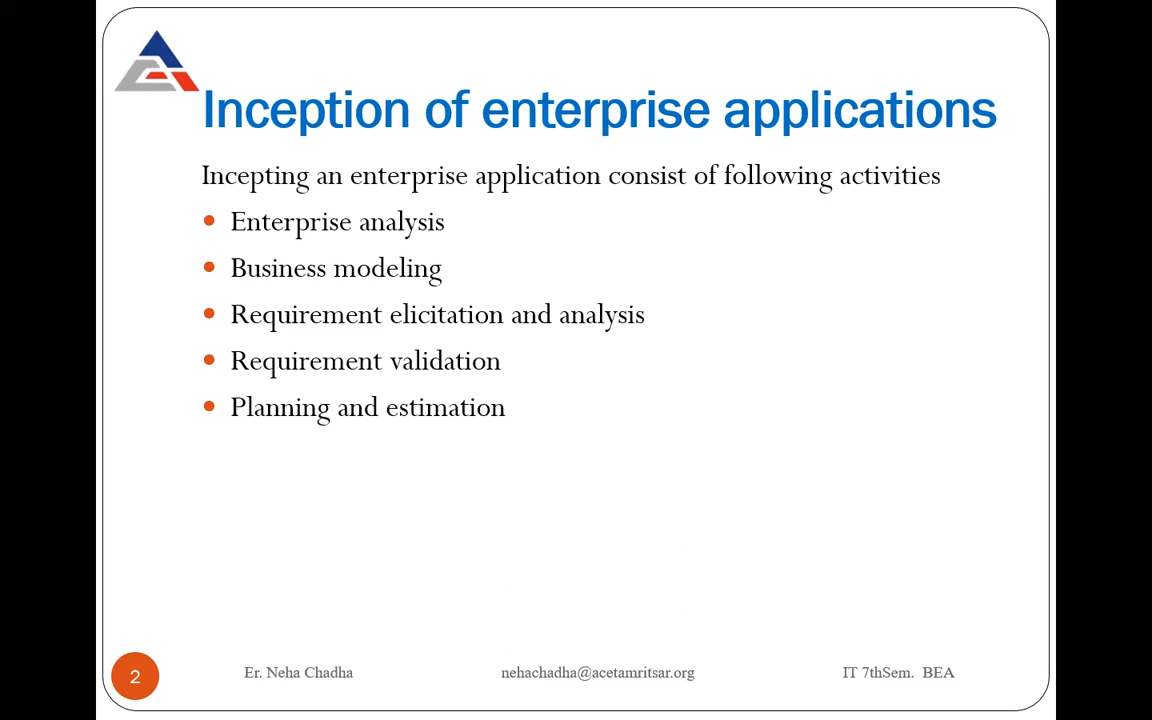 Inception of enterprise applications
Incepting an enterprise application consist of following activities
Enterprise analysis
Business modeling
Requirement elicitation and analysis
Requirement validation
Planning and estimation
2
Er. Neha Chadha
nehachadha@acetamritsar.org
IT 7thSem. BEA